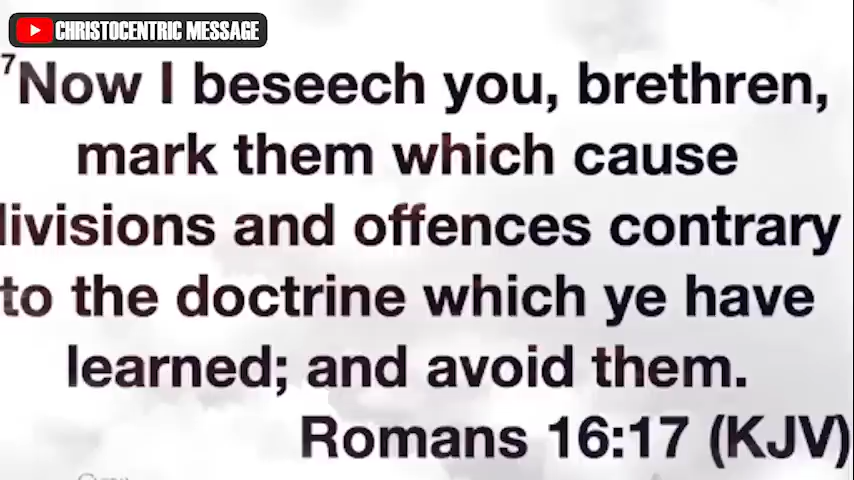 CHRISTOCENTRIC MESSAGE
7Now I beseech you, brethren,
mark them which cause
divisions and offences contrary
to the doctrine which ye have
learned; and avoid them.
Romans 16:17 (KJV)